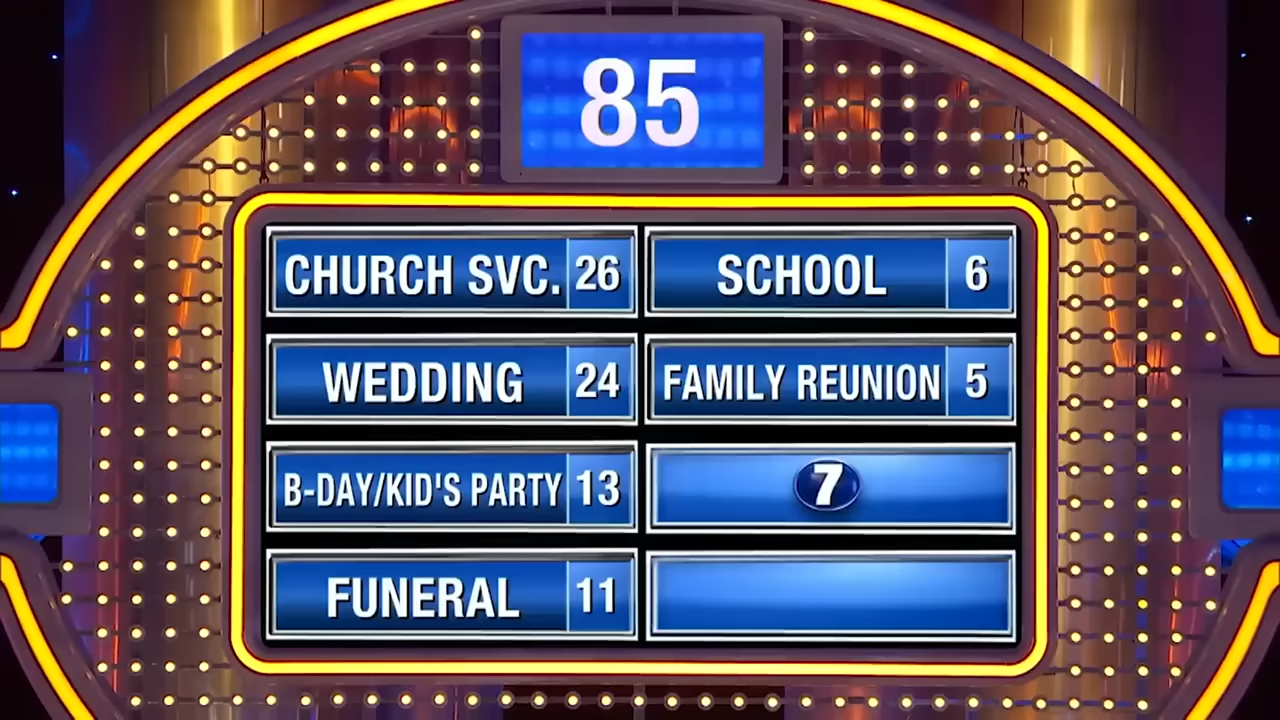 85
CHURCH SVC. 26
WEDDING 24
B-DAY/KID'S PARTY 13
FUNERAL 11
SCHOOL 6
FAMILY REUNION 5
7